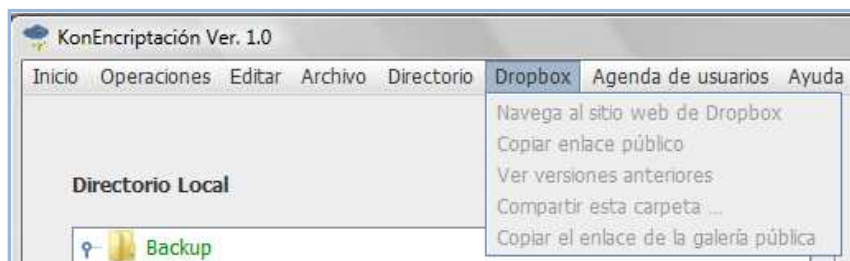 KonEncriptación Ver. 1.0
Inicio Operaciones Editar Archivo Directorio Dropbox Agenda de usuarios Ayuda
Navega al sitio web de Dropbox
Copiar enlace público
Ver versiones anteriores
Directorio Local
Compartir esta carpeta ...
Copiar el enlace de la galería pública
Backup